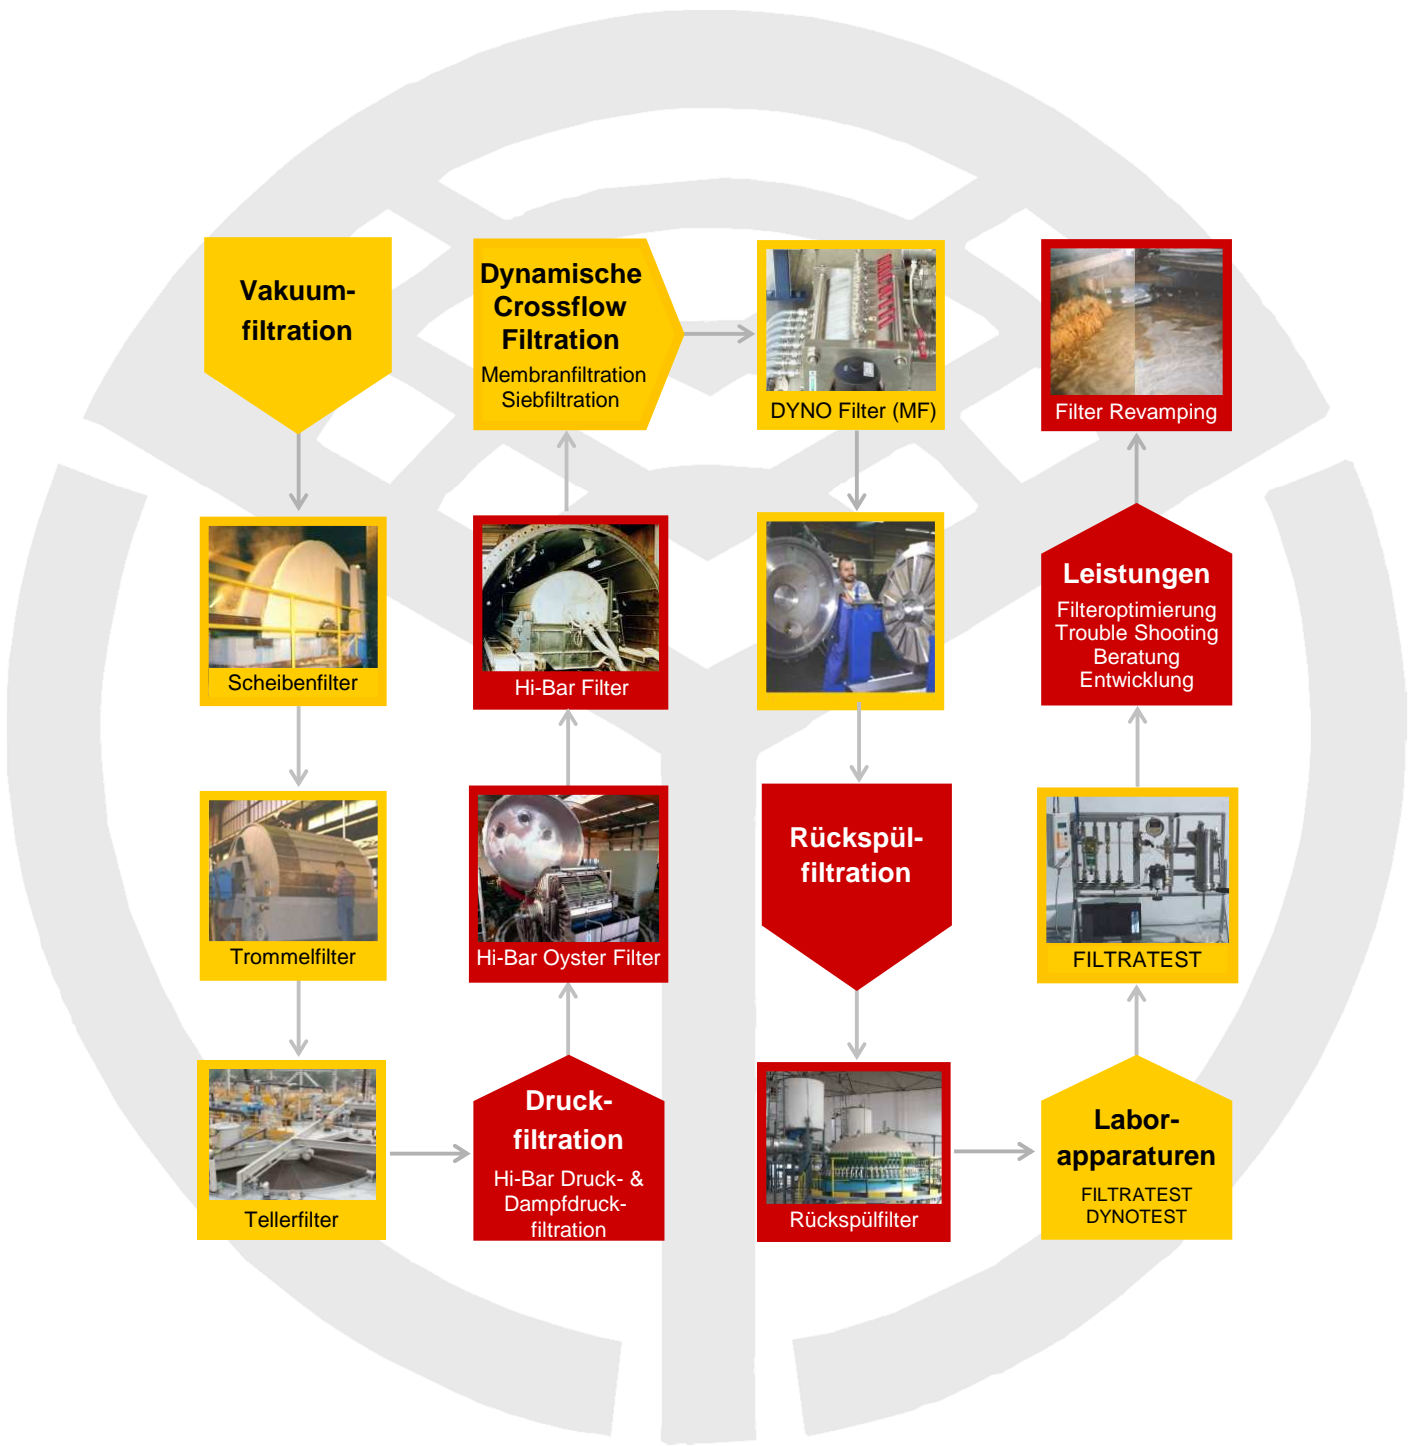 Vakuum-
filtration
Scheibenfilter
Trommelfilter
Tellerfilter
Druck-
filtration
Hi-Bar Druck- &
Dampfdruck-
filtration
Hi-Bar Oyster Filter
Hi-Bar Filter
Dynamische
Crossflow
Filtration
Membranfiltration
Siebfiltration
DYNO Filter (MF)
Rückspül-
filtration
Rückspülfilter
Labor-
apparaturen
FILTRATEST
DYNOTEST
FILTRATEST
Leistungen
Filteroptimierung
Trouble Shooting
Beratung
Entwicklung
Filter Revamping